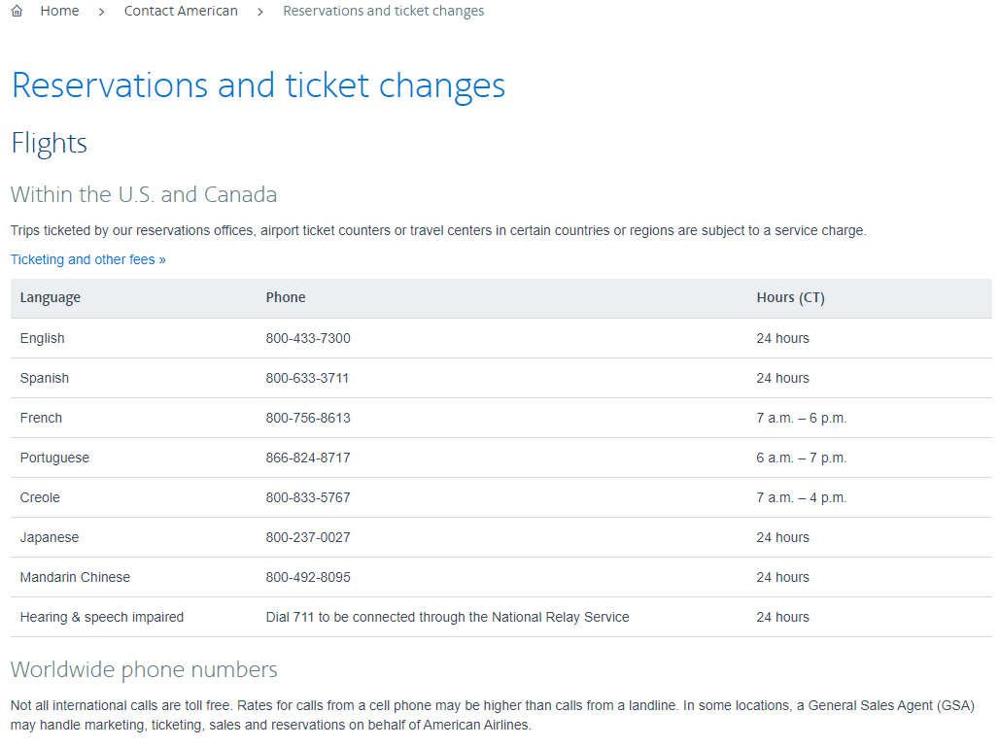 Home > Contact American > Reservations and ticket changes
Reservations and ticket changes
Flights
Within the U.S. and Canada
Trips ticketed by our reservations offices, airport ticket counters or travel centers in certain countries or regions are subject to a service charge.
Ticketing and other fees »
Language Phone Hours (CT)
English 800-433-7300 24 hours
Spanish 800-633-3711 24 hours
French 800-756-8613 7 a.m. – 6 p.m.
Portuguese 866-824-8717 6 a.m. – 7 p.m.
Creole 800-833-5767 7 a.m. – 4 p.m.
Japanese 800-237-0027 24 hours
Mandarin Chinese 800-492-8095 24 hours
Hearing & speech impaired Dial 711 to be connected through the National Relay Service 24 hours
Worldwide phone numbers
Not all international calls are toll free. Rates for calls from a cell phone may be higher than calls from a landline. In some locations, a General Sales Agent (GSA)
may handle marketing, ticketing, sales and reservations on behalf of American Airlines.